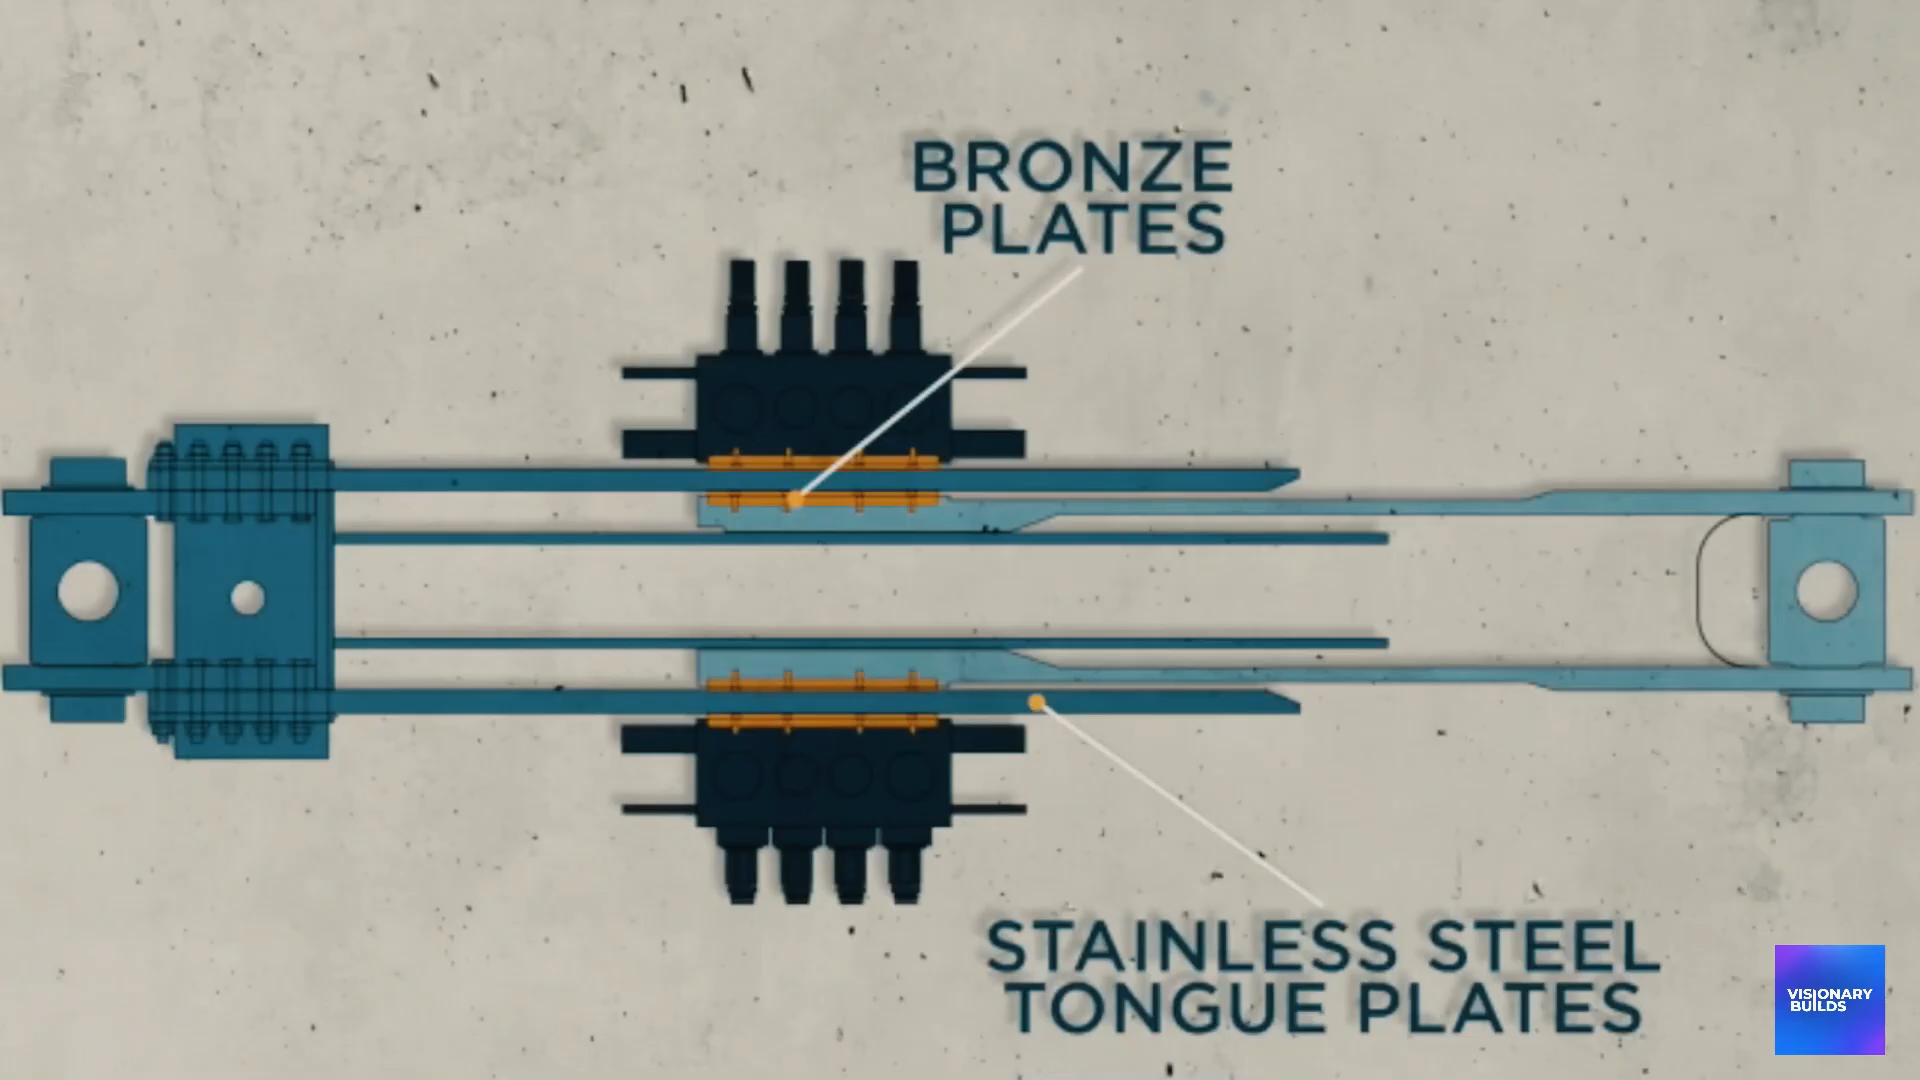 BRONZE
PLATES
STAINLESS STEEL
TONGUE PLATES
VISIONARY
BUILDS